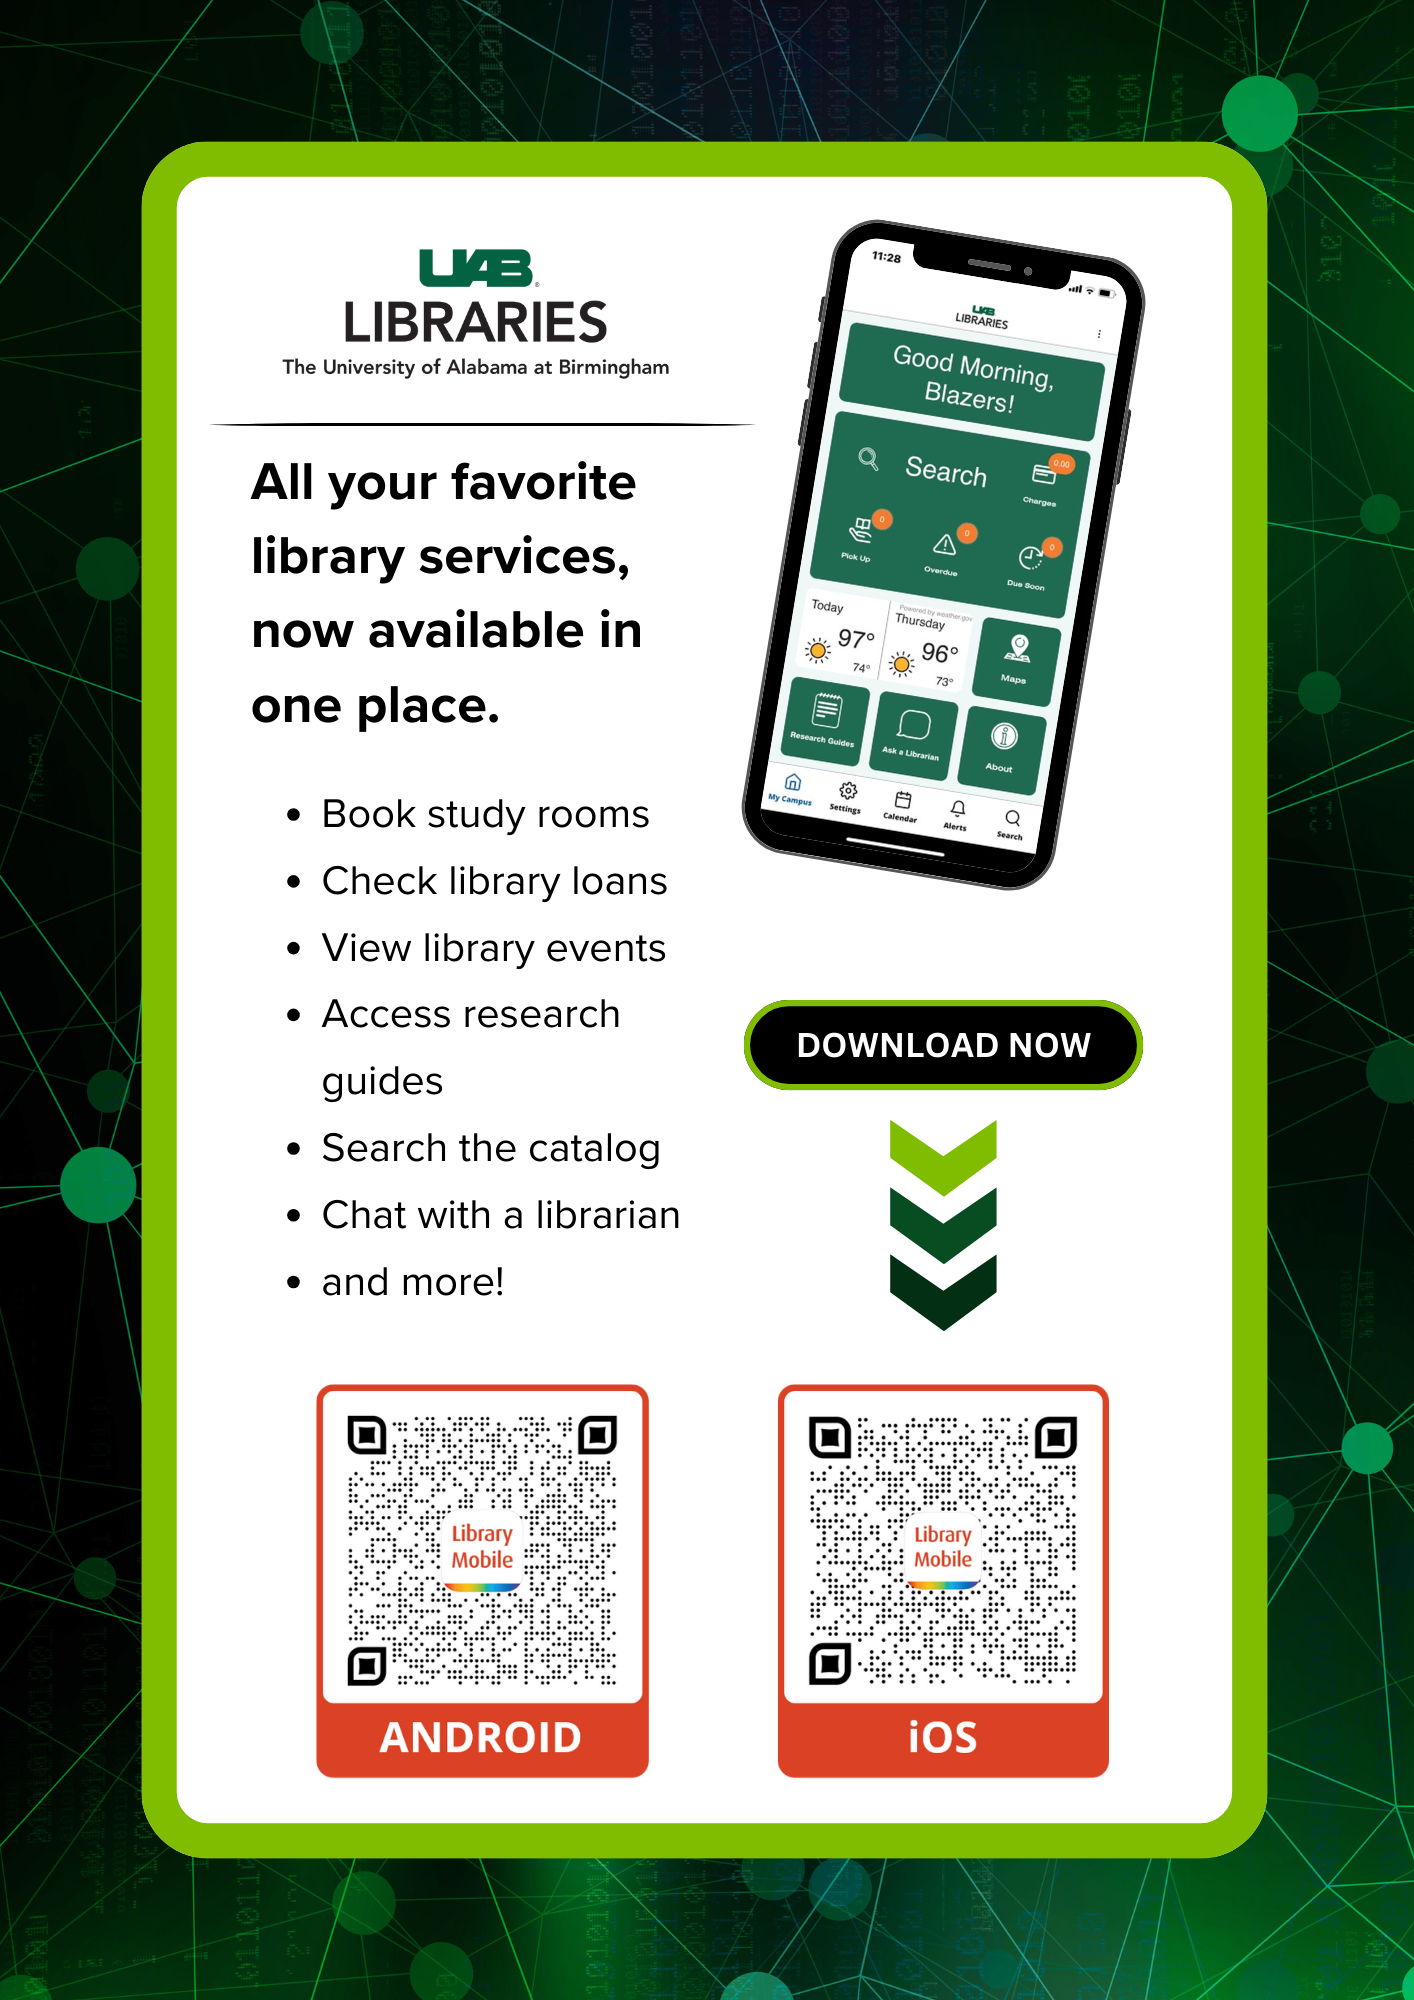 UAB
LIBRARIES
The University of Alabama at Birmingham
All your favorite
library services,
now available in
one place.
• Book study rooms
• Check library loans
• View library events
• Access research
guides
• Search the catalog
• Chat with a librarian
• and more!
11:28
UAB
LIBRARIES
Good Morning,
Blazers!
Search
0.00
Charges
0
Pick Up
0
Overdue
0
Due Soon
Today
97°
74°
Powered by weather.gov
Thursday
96°
73°
Maps
Research Guides
Ask a Librarian
About
My Campus
Settings
Calendar
Alerts
Search
DOWNLOAD NOW
Library
Mobile
ANDROID
Library
Mobile
iOS